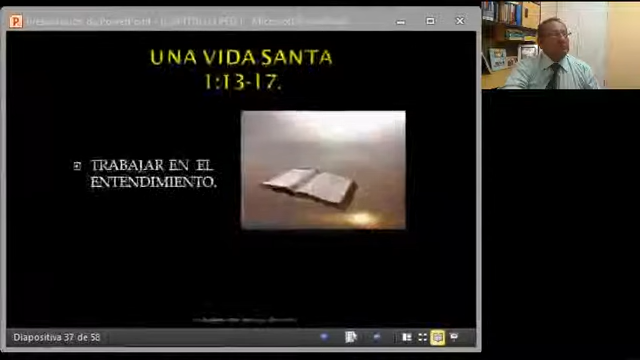 UNA VIDA SANTA
1:13-17.
TRABAJAR EN EL
ENTENDIMIENTO.
Diapositiva 37 de 58